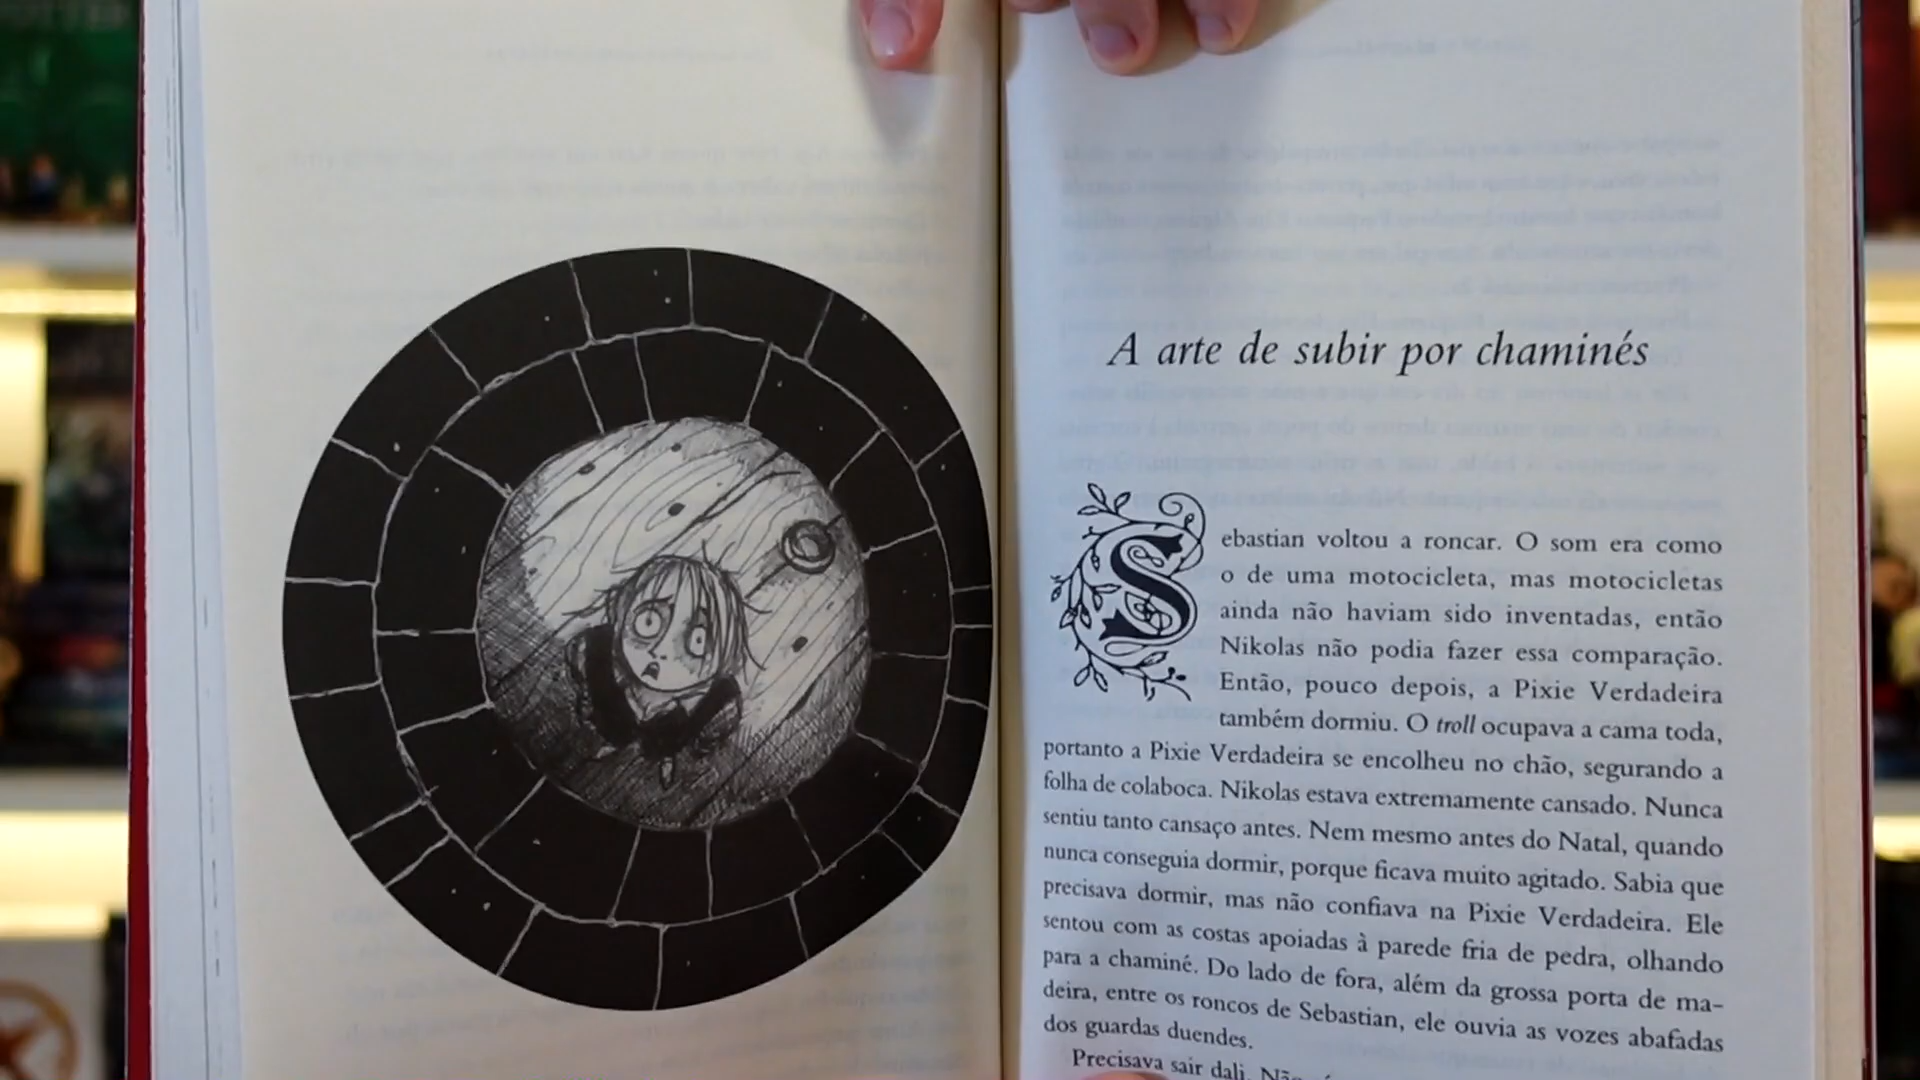 A arte de subir por chaminés
Sebastian voltou a roncar. O som era como
o de uma motocicleta, mas motocicletas
ainda não haviam sido inventadas, então
Nikolas não podia fazer essa comparação.
Então, pouco depois, a Pixie Verdadeira
também dormiu. O troll ocupava a cama toda,
portanto a Pixie Verdadeira se encolheu no chão, segurando a
folha de colaboca. Nikolas estava extremamente cansado. Nunca
sentiu tanto cansaço antes. Nem mesmo antes do Natal, quando
nunca conseguia dormir, porque ficava muito agitado. Sabia que
precisava dormir, mas não confiava na Pixie Verdadeira. Ele
sentou com as costas apoiadas à parede fria de pedra, olhando
para a chaminé. Do lado de fora, além da grossa porta de ma-
deira, entre os roncos de Sebastian, ele ouvia as vozes abafadas
dos guardas duendes.
Precisava sair dali.